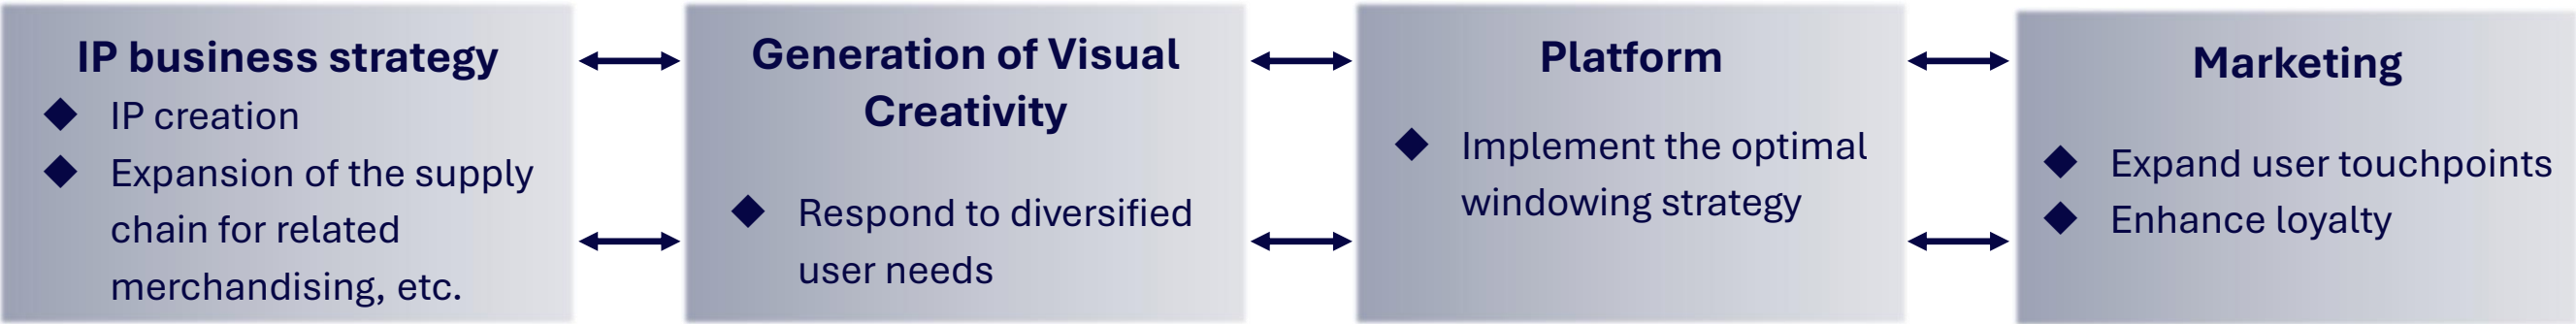 IP business strategy
◆ IP creation
◆ Expansion of the supply
chain for related
merchandising, etc.
Generation of Visual
Creativity
◆ Respond to diversified
user needs
Platform
◆ Implement the optimal
windowing strategy
Marketing
◆ Expand user touchpoints
◆ Enhance loyalty